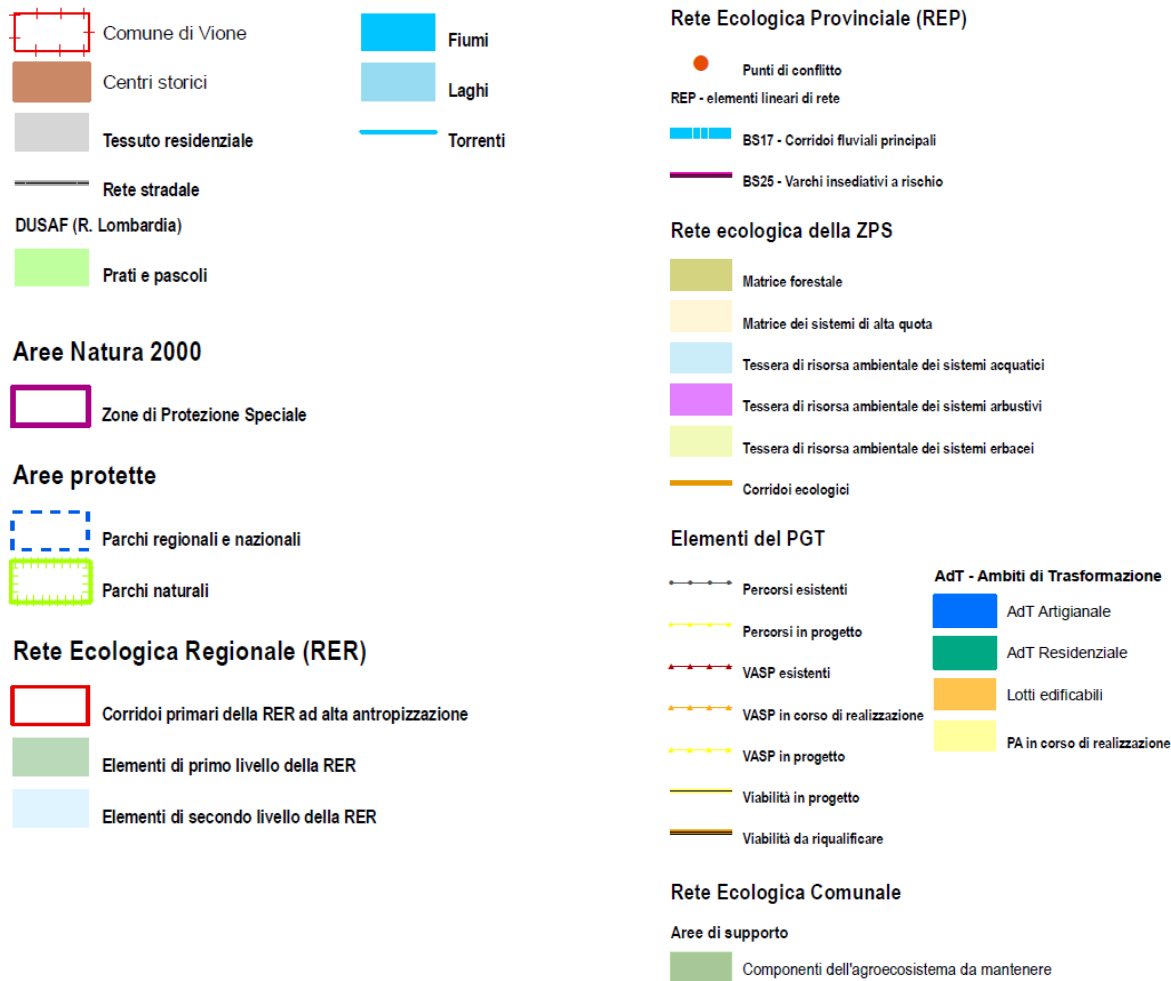 Comune di Vione
Centri storici
Tessuto residenziale
Rete stradale
DUSAF (R. Lombardia)
Prati e pascoli
Fiumi
Laghi
Torrenti
Aree Natura 2000
Zone di Protezione Speciale
Aree protette
Parchi regionali e nazionali
Parchi naturali
Rete Ecologica Regionale (RER)
Corridoi primari della RER ad alta antropizzazione
Elementi di primo livello della RER
Elementi di secondo livello della RER
Rete Ecologica Provinciale (REP)
Punti di conflitto
REP - elementi lineari di rete
BS17 - Corridoi fluviali principali
BS25 - Varchi insediativi a rischio
Rete ecologica della ZPS
Matrice forestale
Matrice dei sistemi di alta quota
Tessera di risorsa ambientale dei sistemi acquatici
Tessera di risorsa ambientale dei sistemi arbustivi
Tessera di risorsa ambientale dei sistemi erbacei
Corridoi ecologici
Elementi del PGT
Percorsi esistenti
Percorsi in progetto
VASP esistenti
VASP in corso di realizzazione
VASP in progetto
Viabilità in progetto
Viabilità da riqualificare
AdT - Ambiti di Trasformazione
AdT Artigianale
AdT Residenziale
Lotti edificabili
PA in corso di realizzazione
Rete Ecologica Comunale
Aree di supporto
Componenti dell'agroecosistema da mantenere